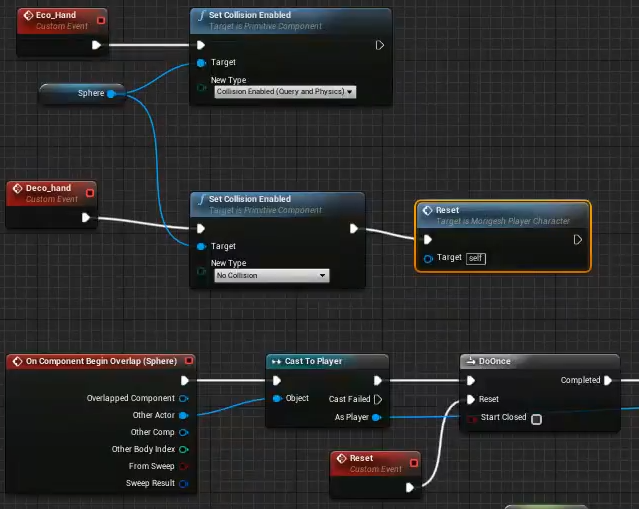 Eco_Hand
Custom Event
Set Collision Enabled
Target is Primitive Component
Target
New Type
Collision Enabled (Query and Physics)
Sphere
Deco_hand
Custom Event
Set Collision Enabled
Target is Primitive Component
Target
New Type
No Collision
Reset
Target is Morigesh Player Character
Target self
On Component Begin Overlap (Sphere)
Overlapped Component
Other Actor
Other Comp
Other Body Index
From Sweep
Sweep Result
Cast To Player
Object
Cast Failed
As Player
DoOnce
Completed
Reset
Start Closed
Reset
Custom Event